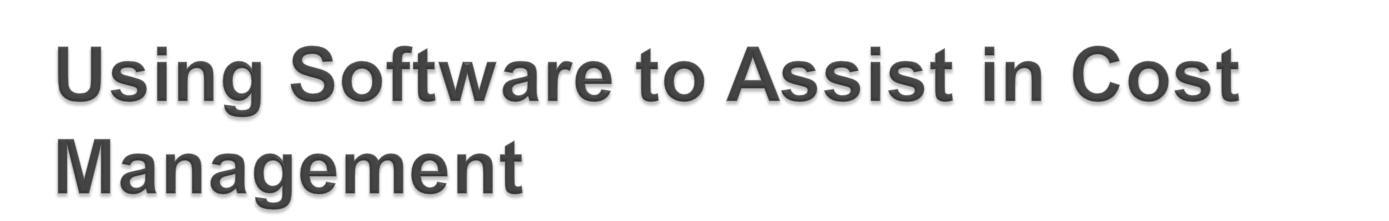 Using Software to Assist in Cost
Management